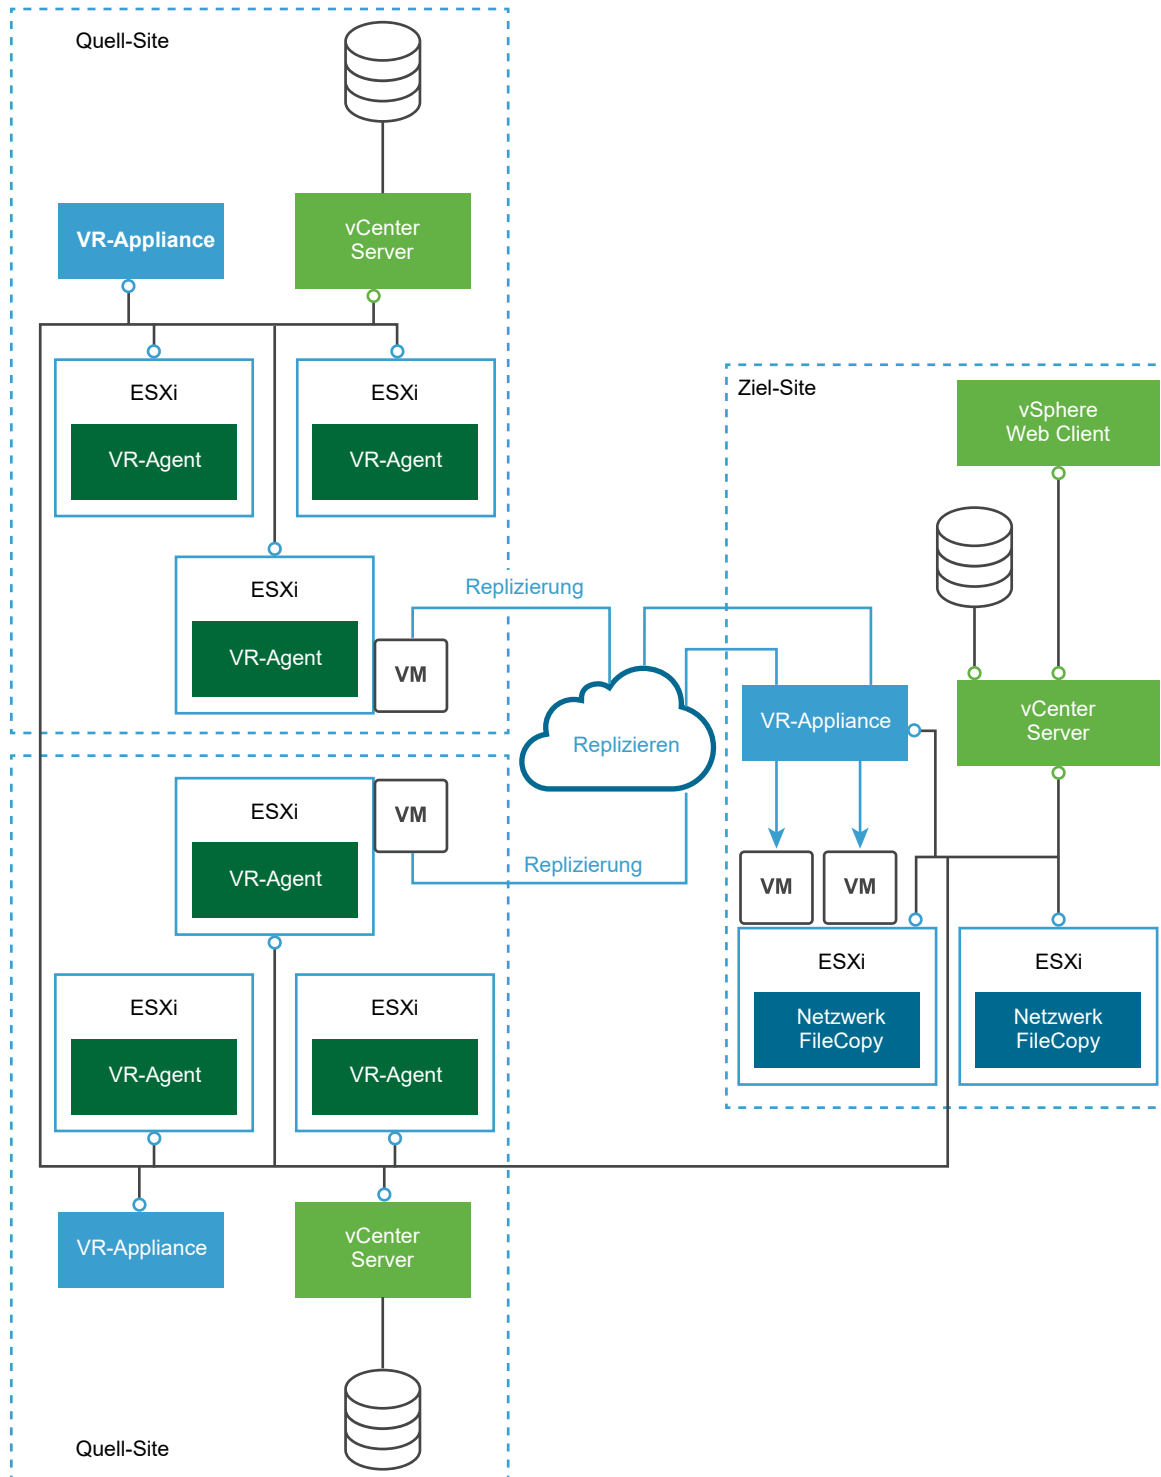 Quell-Site
VR-Appliance
vCenter
Server
ESXi
VR-Agent
ESXi
VR-Agent
ESXi
VR-Agent
VM
Replizierung
Replizieren
Replizierung
ESXi
VR-Agent
VM
ESXi
VR-Agent
ESXi
VR-Agent
VR-Appliance
vCenter
Server
Quell-Site
Ziel-Site
vSphere
Web Client
VR-Appliance
vCenter
Server
VM
VM
ESXi
Netzwerk
FileCopy
ESXi
Netzwerk
FileCopy